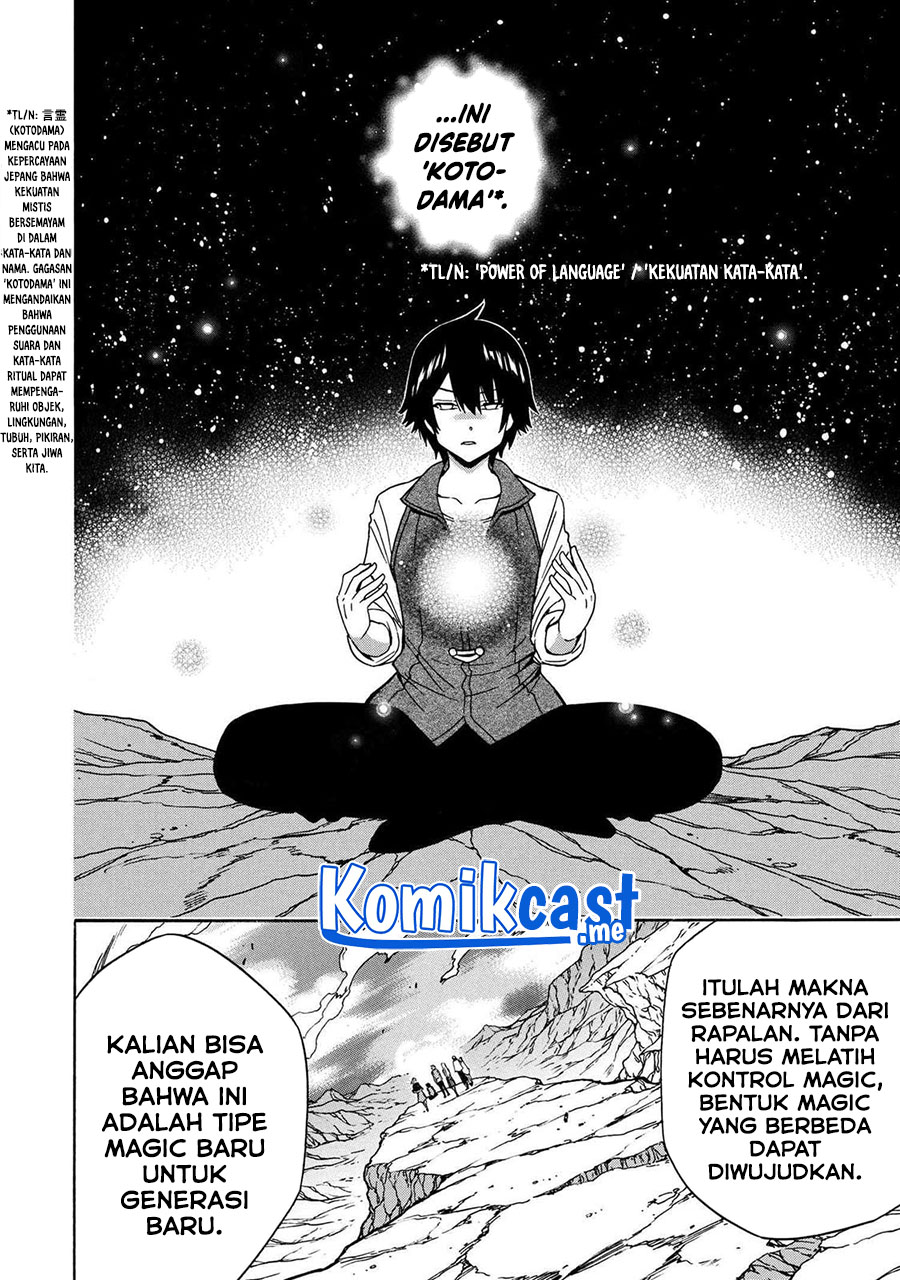 *TL/N: 言霊
(KOTODAMA)
MENGACU PADA
KEPERCAYAAN
JEPANG BAHWA
KEKUATAN
MISTIS
BERSEMAYAM
DI DALAM
KATA-KATA DAN
NAMA. GAGASAN
'KOTODAMA' INI
MENGANDAIKAN
BAHWA
PENGGUNAAN
SUARA DAN
KATA-KATA
RITUAL DAPAT
MEMPENGA-
RUHI OBJEK,
LINGKUNGAN,
TUBUH, PIKIRAN,
SERTA JIWA
KITA.
...INI
DISEBUT
'KOTO-
DAMA'*.
*TL/N: 'POWER OF LANGUAGE' / 'KEKUATAN KATA-KATA'.
Komikcast
.me
ITULAH MAKNA
SEBENARNYA DARI
RAPALAN. TANPA
HARUS MELATIH
KONTROL MAGIC,
BENTUK MAGIC
YANG BERBEDA
DAPAT
DIWUJUDKAN.
KALIAN BISA
ANGGAP
BAHWA INI
ADALAH TIPE
MAGIC BARU
UNTUK
GENERASI
BARU.